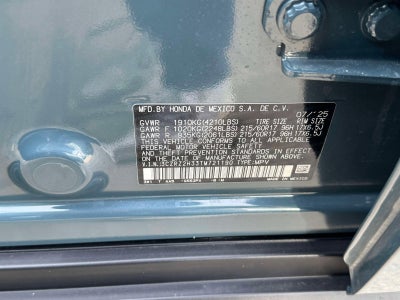 MFD.BY HONDA DE MEXICO S.A. DE C.V. 07/25
GVWR 1910KG(4210LBS) TIRE SIZE RIM SIZE
GAWR F 1020KG(2248LBS) 215/60R17 96H 17X6.5J
GAWR R 935KG(2061LBS) 215/60R17 96H 17X6.5J
THIS VEHICLE CONFORMS TO ALL
APPLICABLE FEDERAL MOTOR
VEHICLE SAFETY, BUMPER
AND THEFT PREVENTION STANDARDS IN EFFECT
ON THE DATE OF MANUFACTURE SHOWN ABOVE.
V.I.N. TYPE:MPV
MADE IN MEXICO